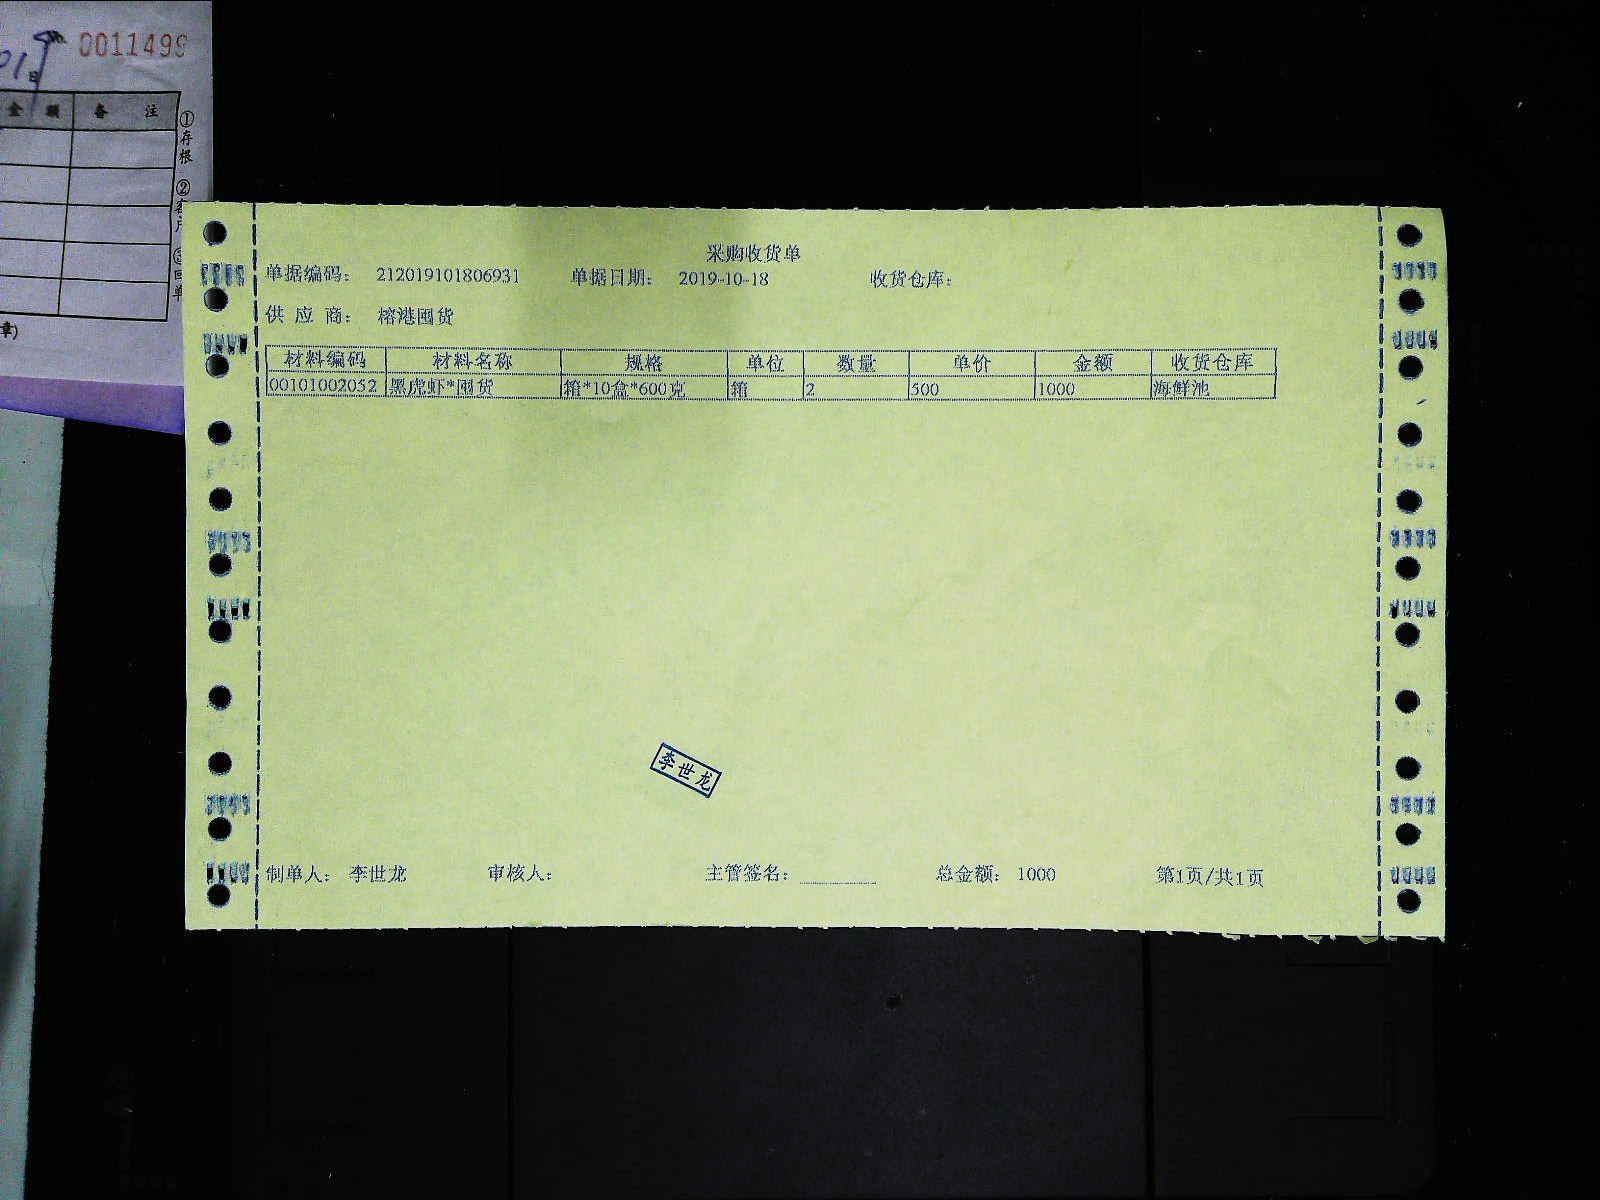 № 0011499
日
金 额 备 注
①存根 ②客户 ③回单
章)
采购收货单
单据编码: 212019101806931 单据日期: 2019-10-18 收货仓库:
供 应 商: 榕港囤货
材料编码 材料名称 规格 单位 数量 单价 金额 收货仓库
00101002052 黑虎虾*囤货 箱*10盒*600克 箱 2 500 1000 海鲜池
李世龙
制单人: 李世龙 审核人: 主管签名: 总金额: 1000 第1页/共1页